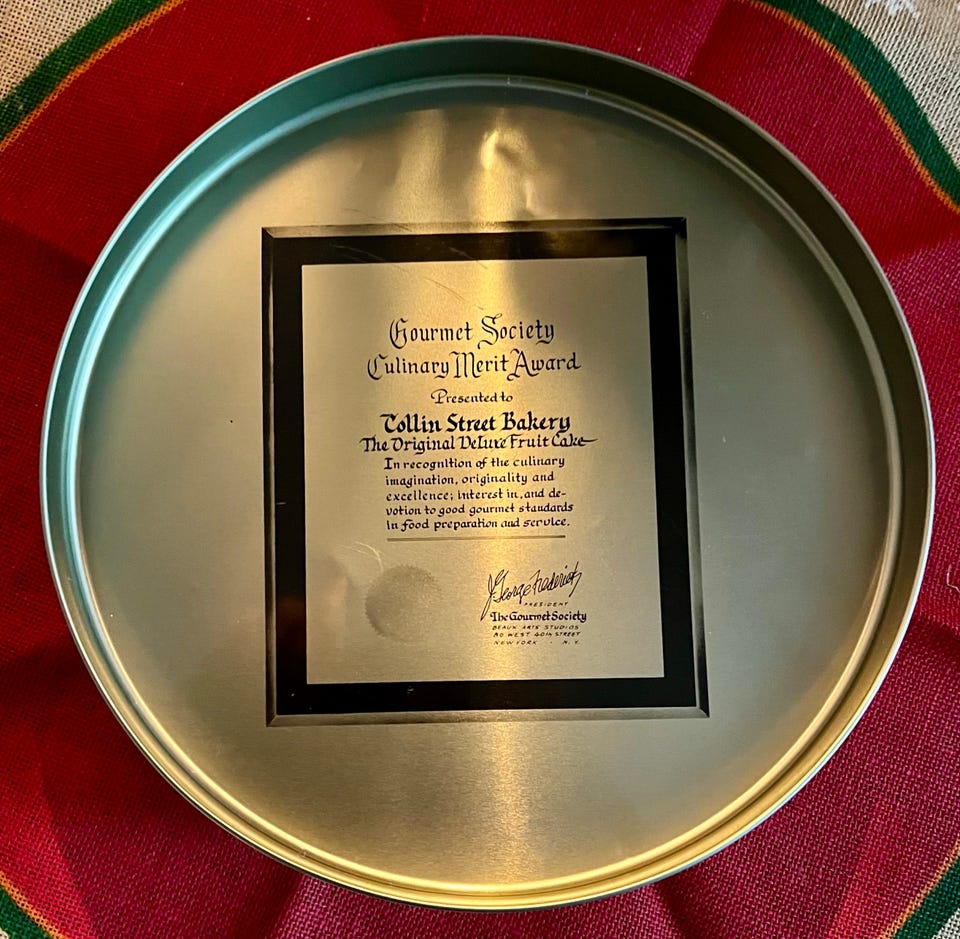 Gourmet Society
Culinary Merit Award
Presented to
Collin Street Bakery
The Original DeLuxe Fruit Cake
In recognition of the culinary
imagination, originality and
excellence; interest in, and de-
votion to good gourmet standards
in food preparation and service.
J. George Frederick
PRESIDENT
The Gourmet Society
BEAUX ARTS STUDIOS
80 WEST 40th STREET
NEW YORK · N.Y.